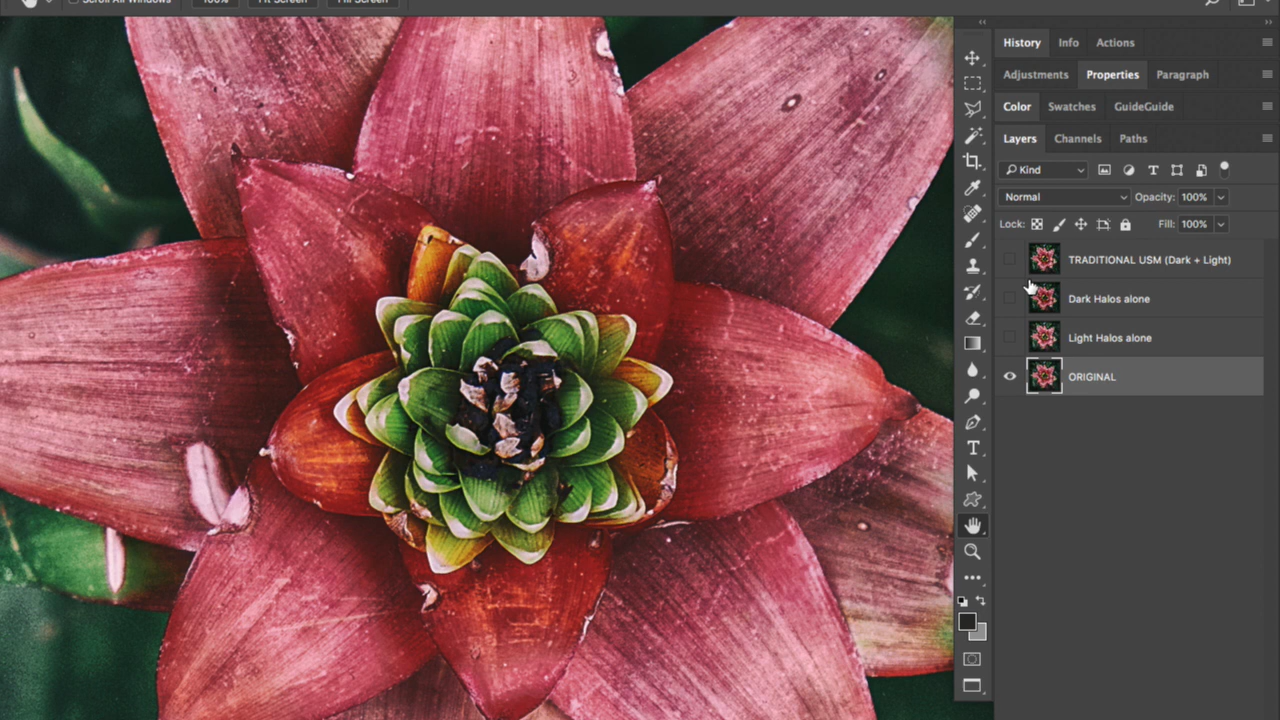 Scroll All Windows 100% Fit Screen Fill Screen
History Info Actions
Adjustments Properties Paragraph
Color Swatches GuideGuide
Layers Channels Paths
Kind
Normal Opacity: 100%
Lock: Fill: 100%
TRADITIONAL USM (Dark + Light)
Dark Halos alone
Light Halos alone
ORIGINAL